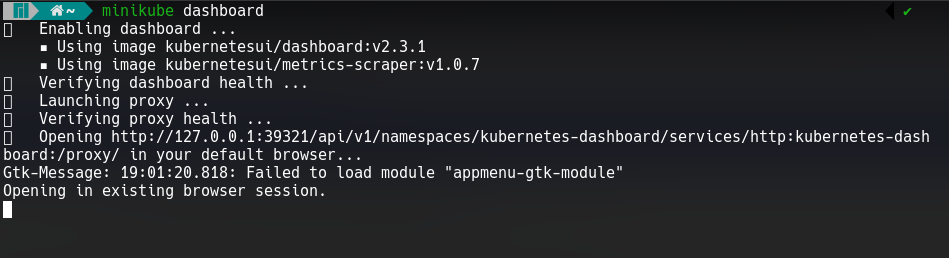 ~ minikube dashboard ✔
Enabling dashboard ...
▪ Using image kubernetesui/dashboard:v2.3.1
▪ Using image kubernetesui/metrics-scraper:v1.0.7
Verifying dashboard health ...
Launching proxy ...
Verifying proxy health ...
Opening http://127.0.0.1:39321/api/v1/namespaces/kubernetes-dashboard/services/http:kubernetes-dash
board:/proxy/ in your default browser...
Gtk-Message: 19:01:20.818: Failed to load module "appmenu-gtk-module"
Opening in existing browser session.